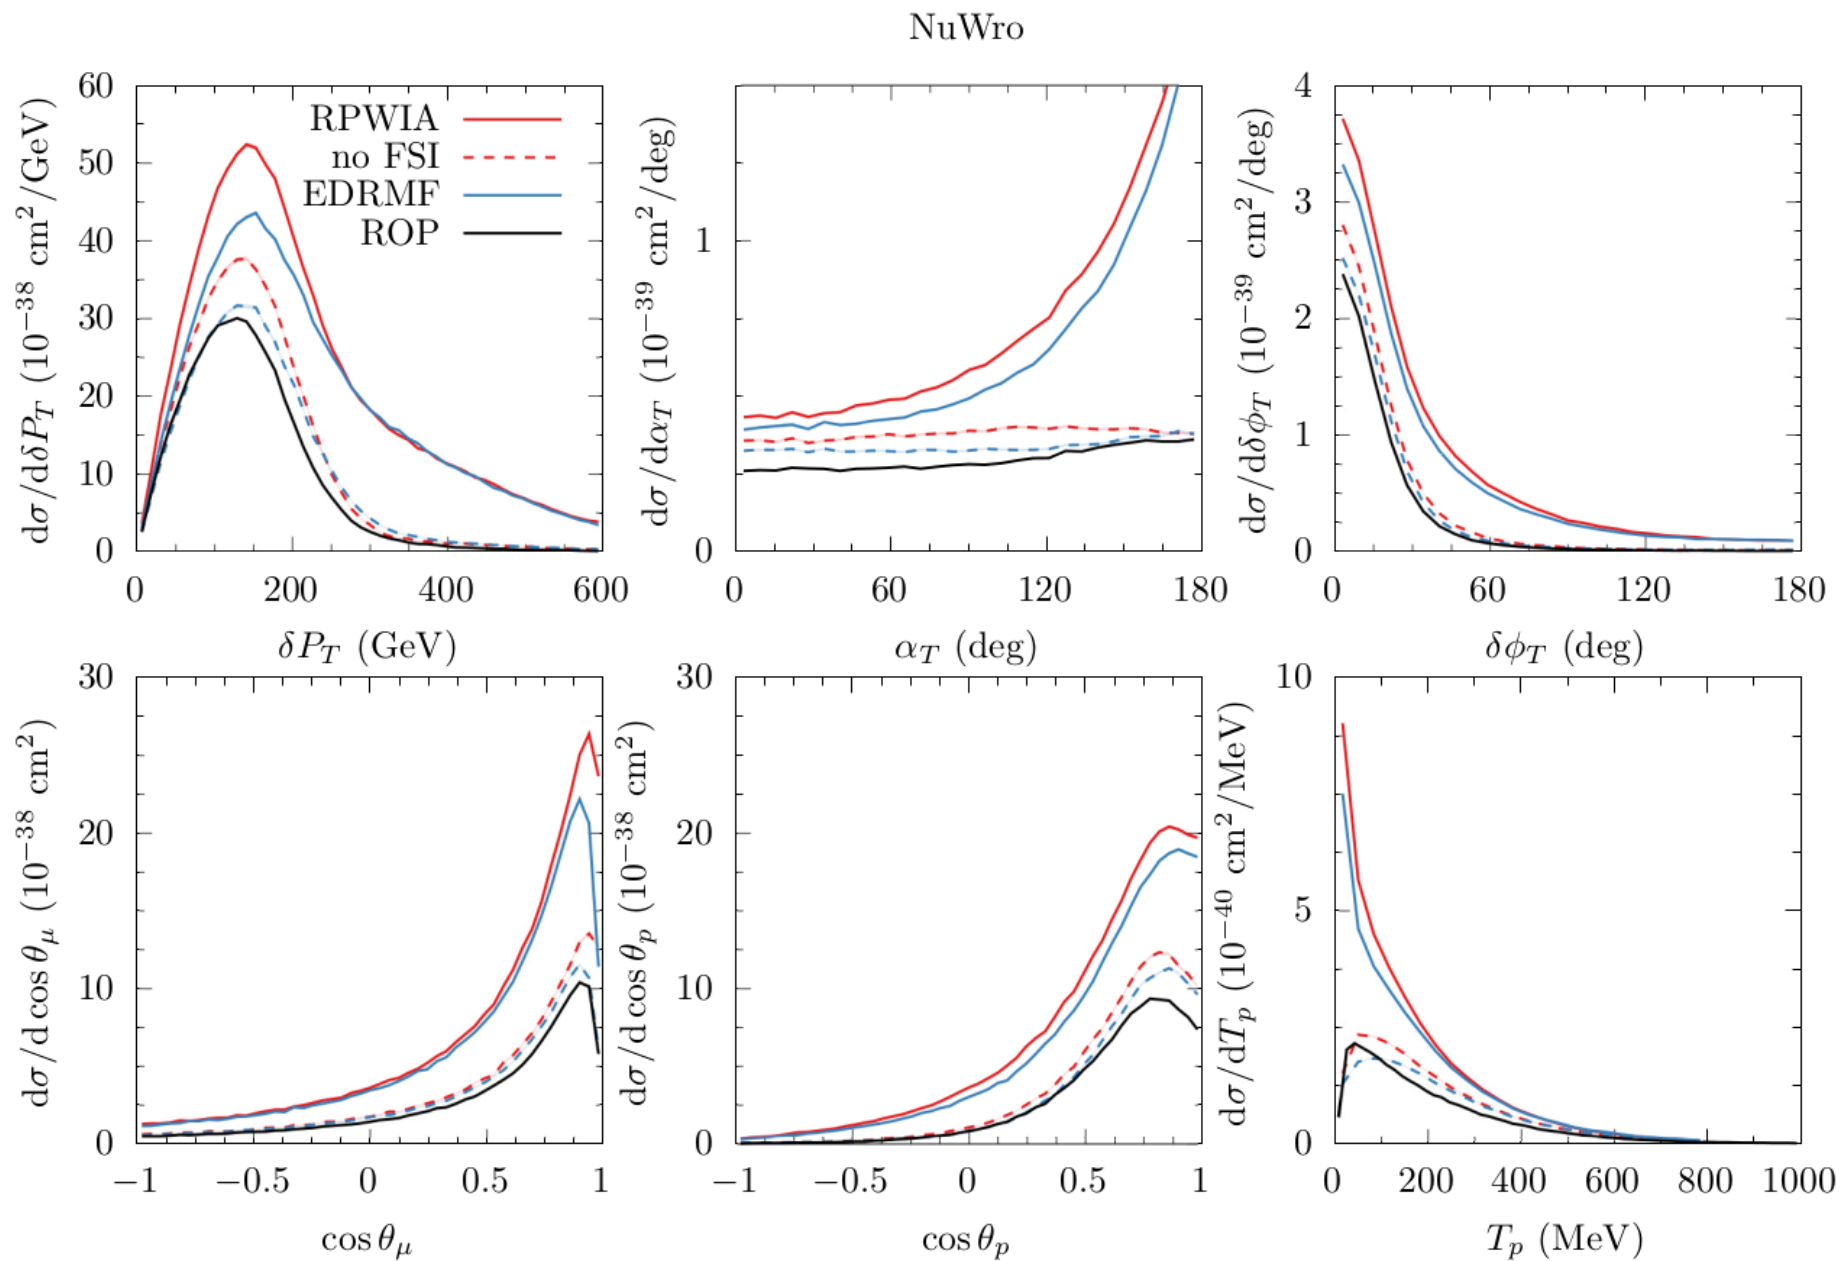 NuWro
dσ/dδP_T (10^−38 cm^2/GeV)
60
50
40
30
20
10
0
RPWIA
no FSI
EDRMF
ROP
0 200 400 600
δP_T (GeV)
dσ/dα_T (10^−39 cm^2/deg)
1
0
0 60 120 180
α_T (deg)
dσ/dδϕ_T (10^−39 cm^2/deg)
4
3
2
1
0
0 60 120 180
δϕ_T (deg)
dσ/d cos θ_μ (10^−38 cm^2)
30
20
10
0
−1 −0.5 0 0.5 1
cos θ_μ
dσ/d cos θ_p (10^−38 cm^2)
30
20
10
0
−1 −0.5 0 0.5 1
cos θ_p
dσ/dT_p (10^−40 cm^2/MeV)
10
5
0
0 200 400 600 800 1000
T_p (MeV)